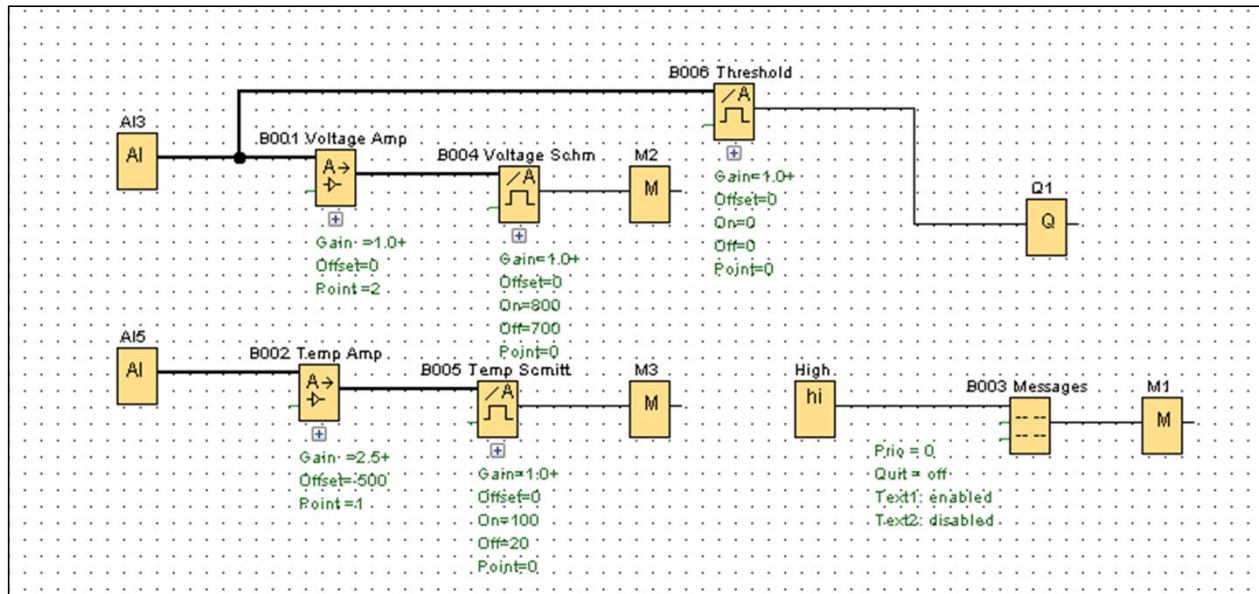 B006 Threshold
/A
AI3
AI
B001 Voltage Amp
A→
B004 Voltage Schm
/A
M2
M
Gain=1.0+
Offset=0
On=0
Off=0
Point=0
Q1
Q
Gain =1.0+
Offset=0
Point =2
Gain=1.0+
Offset=0
On=800
Off=700
Point=0
AI5
AI
B002 Temp Amp
A→
B005 Temp Scmitt
/A
M3
M
High
hi
B003 Messages
M1
M
Gain =2.5+
Offset=-500
Point =1
Gain=1.0+
Offset=0
On=100
Off=20
Point=0
Prio = 0
Quit = off
Text1: enabled
Text2: disabled